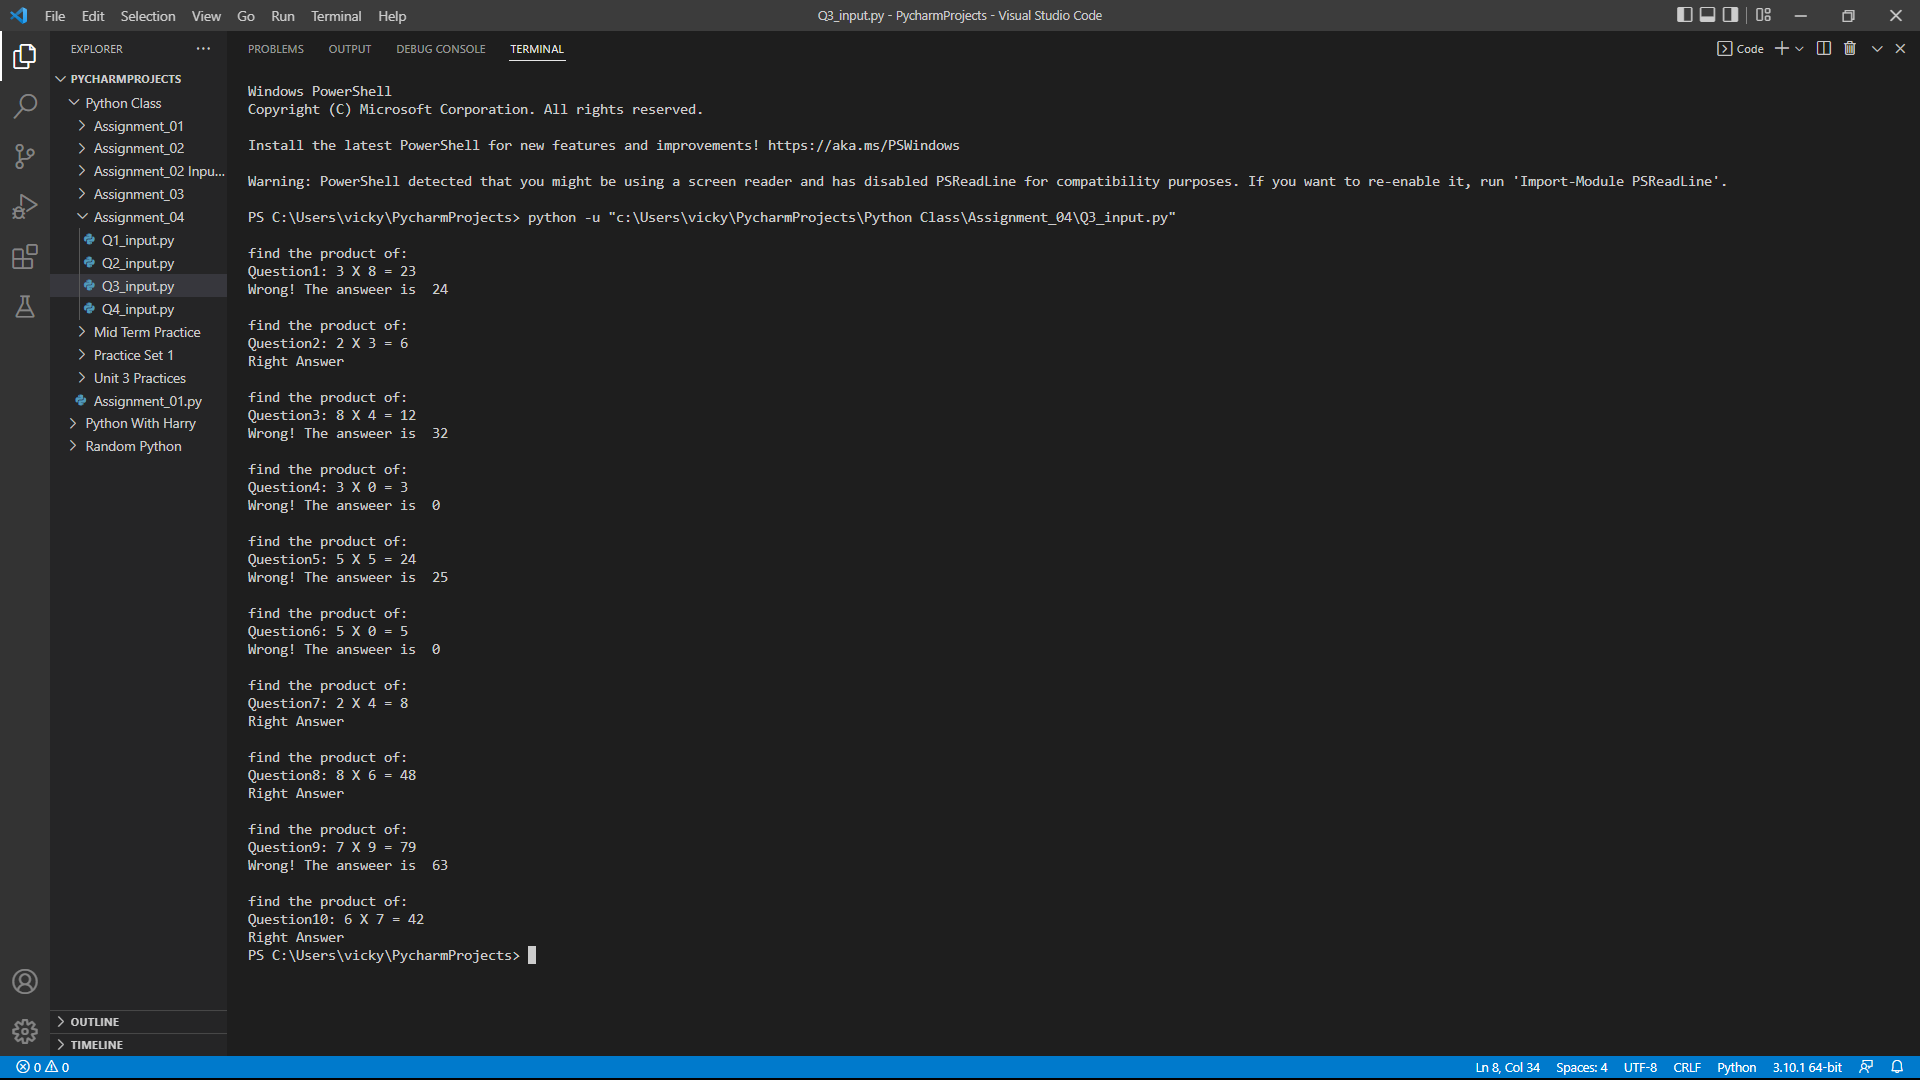 File Edit Selection View Go Run Terminal Help
Q3_input.py - PycharmProjects - Visual Studio Code
EXPLORER
PYCHARMPROJECTS
Python Class
Assignment_01
Assignment_02
Assignment_02 Inpu...
Assignment_03
Assignment_04
Q1_input.py
Q2_input.py
Q3_input.py
Q4_input.py
Mid Term Practice
Practice Set 1
Unit 3 Practices
Assignment_01.py
Python With Harry
Random Python
OUTLINE
TIMELINE
PROBLEMS OUTPUT DEBUG CONSOLE TERMINAL
Code
Windows PowerShell
Copyright (C) Microsoft Corporation. All rights reserved.
Install the latest PowerShell for new features and improvements! https://aka.ms/PSWindows
Warning: PowerShell detected that you might be using a screen reader and has disabled PSReadLine for compatibility purposes. If you want to re-enable it, run 'Import-Module PSReadLine'.
PS C:\Users\vicky\PycharmProjects> python -u "c:\Users\vicky\PycharmProjects\Python Class\Assignment_04\Q3_input.py"
find the product of:
Question1: 3 X 8 = 23
Wrong! The answeer is  24
find the product of:
Question2: 2 X 3 = 6
Right Answer
find the product of:
Question3: 8 X 4 = 12
Wrong! The answeer is  32
find the product of:
Question4: 3 X 0 = 3
Wrong! The answeer is  0
find the product of:
Question5: 5 X 5 = 24
Wrong! The answeer is  25
find the product of:
Question6: 5 X 0 = 5
Wrong! The answeer is  0
find the product of:
Question7: 2 X 4 = 8
Right Answer
find the product of:
Question8: 8 X 6 = 48
Right Answer
find the product of:
Question9: 7 X 9 = 79
Wrong! The answeer is  63
find the product of:
Question10: 6 X 7 = 42
Right Answer
PS C:\Users\vicky\PycharmProjects>
0 0
Ln 8, Col 34 Spaces: 4 UTF-8 CRLF Python 3.10.1 64-bit